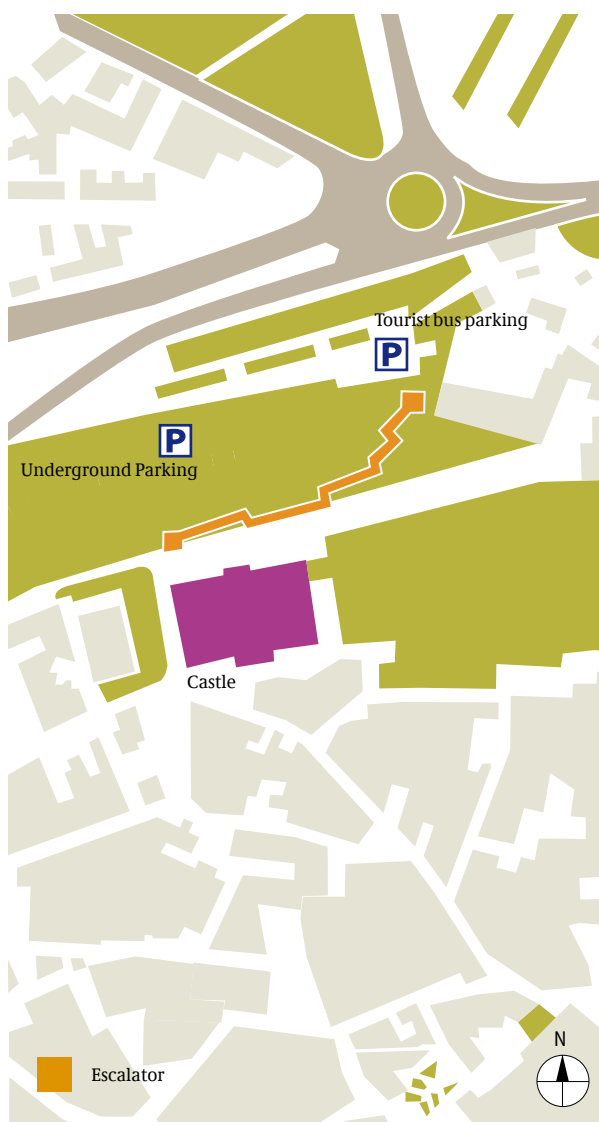 Tourist bus parking
P
P
Underground Parking
Castle
N
Escalator